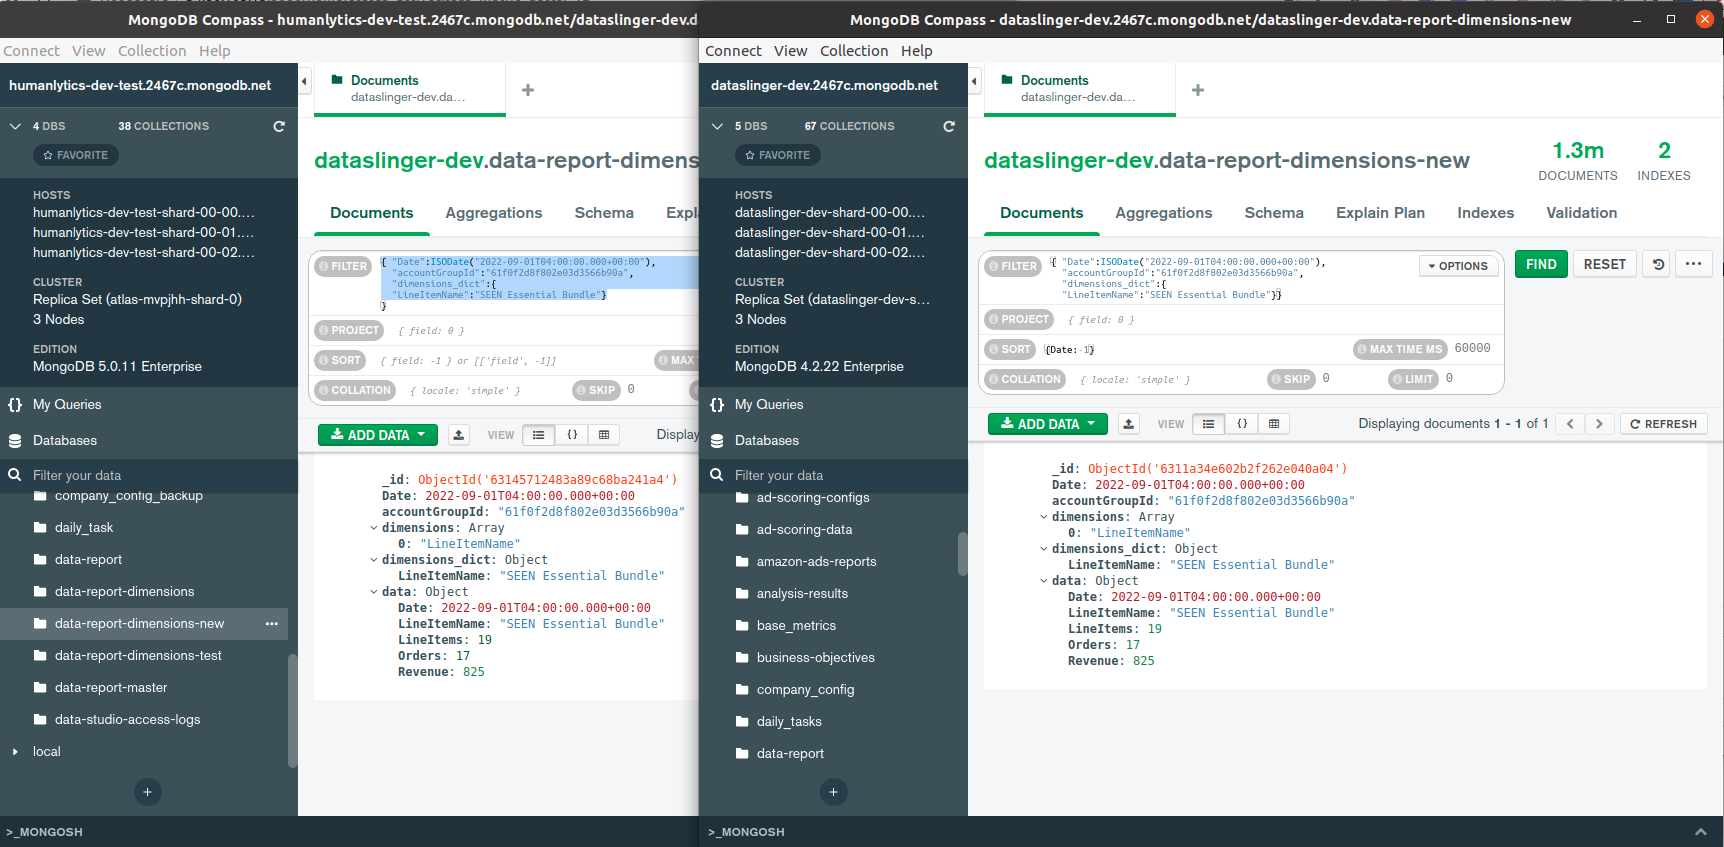 MongoDB Compass - humanlytics-dev-test.2467c.mongodb.net/dataslinger-dev.d
Connect View Collection Help
humanlytics-dev-test.2467c.mongodb.net
4 DBS 38 COLLECTIONS
FAVORITE
HOSTS
humanlytics-dev-test-shard-00-00....
humanlytics-dev-test-shard-00-01....
humanlytics-dev-test-shard-00-02....
CLUSTER
Replica Set (atlas-mvpjhh-shard-0)
3 Nodes
EDITION
MongoDB 5.0.11 Enterprise
My Queries
Databases
Filter your data
company_config_backup
daily_task
data-report
data-report-dimensions
data-report-dimensions-new
data-report-dimensions-test
data-report-master
data-studio-access-logs
local
>_MONGOSH
Documents
dataslinger-dev.da...
dataslinger-dev.data-report-dimens
Documents Aggregations Schema Expl
FILTER { "Date":ISODate("2022-09-01T04:00:00.000+00:00"),
"accountGroupId":"61f0f2d8f802e03d3566b90a",
"dimensions_dict":{
"LineItemName":"SEEN Essential Bundle"}
}
PROJECT { field: 0 }
SORT { field: -1 } or [['field', -1]] MAX T
COLLATION { locale: 'simple' } SKIP 0
ADD DATA VIEW {} Display
_id: ObjectId('63145712483a89c68ba241a4')
Date: 2022-09-01T04:00:00.000+00:00
accountGroupId: "61f0f2d8f802e03d3566b90a"
dimensions: Array
0: "LineItemName"
dimensions_dict: Object
LineItemName: "SEEN Essential Bundle"
data: Object
Date: 2022-09-01T04:00:00.000+00:00
LineItemName: "SEEN Essential Bundle"
LineItems: 19
Orders: 17
Revenue: 825
MongoDB Compass - dataslinger-dev.2467c.mongodb.net/dataslinger-dev.data-report-dimensions-new
Connect View Collection Help
dataslinger-dev.2467c.mongodb.net
5 DBS 67 COLLECTIONS
FAVORITE
HOSTS
dataslinger-dev-shard-00-00....
dataslinger-dev-shard-00-01....
dataslinger-dev-shard-00-02....
CLUSTER
Replica Set (dataslinger-dev-s...
3 Nodes
EDITION
MongoDB 4.2.22 Enterprise
My Queries
Databases
Filter your data
ad-scoring-configs
ad-scoring-data
amazon-ads-reports
analysis-results
base_metrics
business-objectives
company_config
daily_tasks
data-report
>_MONGOSH
Documents
dataslinger-dev.da...
dataslinger-dev.data-report-dimensions-new
1.3m DOCUMENTS
2 INDEXES
Documents Aggregations Schema Explain Plan Indexes Validation
FILTER { "Date":ISODate("2022-09-01T04:00:00.000+00:00"),
"accountGroupId":"61f0f2d8f802e03d3566b90a",
"dimensions_dict":{
"LineItemName":"SEEN Essential Bundle"}}
OPTIONS FIND RESET
PROJECT { field: 0 }
SORT {Date:-1} MAX TIME MS 60000
COLLATION { locale: 'simple' } SKIP 0 LIMIT 0
ADD DATA VIEW {} Displaying documents 1 - 1 of 1 REFRESH
_id: ObjectId('6311a34e602b2f262e040a04')
Date: 2022-09-01T04:00:00.000+00:00
accountGroupId: "61f0f2d8f802e03d3566b90a"
dimensions: Array
0: "LineItemName"
dimensions_dict: Object
LineItemName: "SEEN Essential Bundle"
data: Object
Date: 2022-09-01T04:00:00.000+00:00
LineItemName: "SEEN Essential Bundle"
LineItems: 19
Orders: 17
Revenue: 825